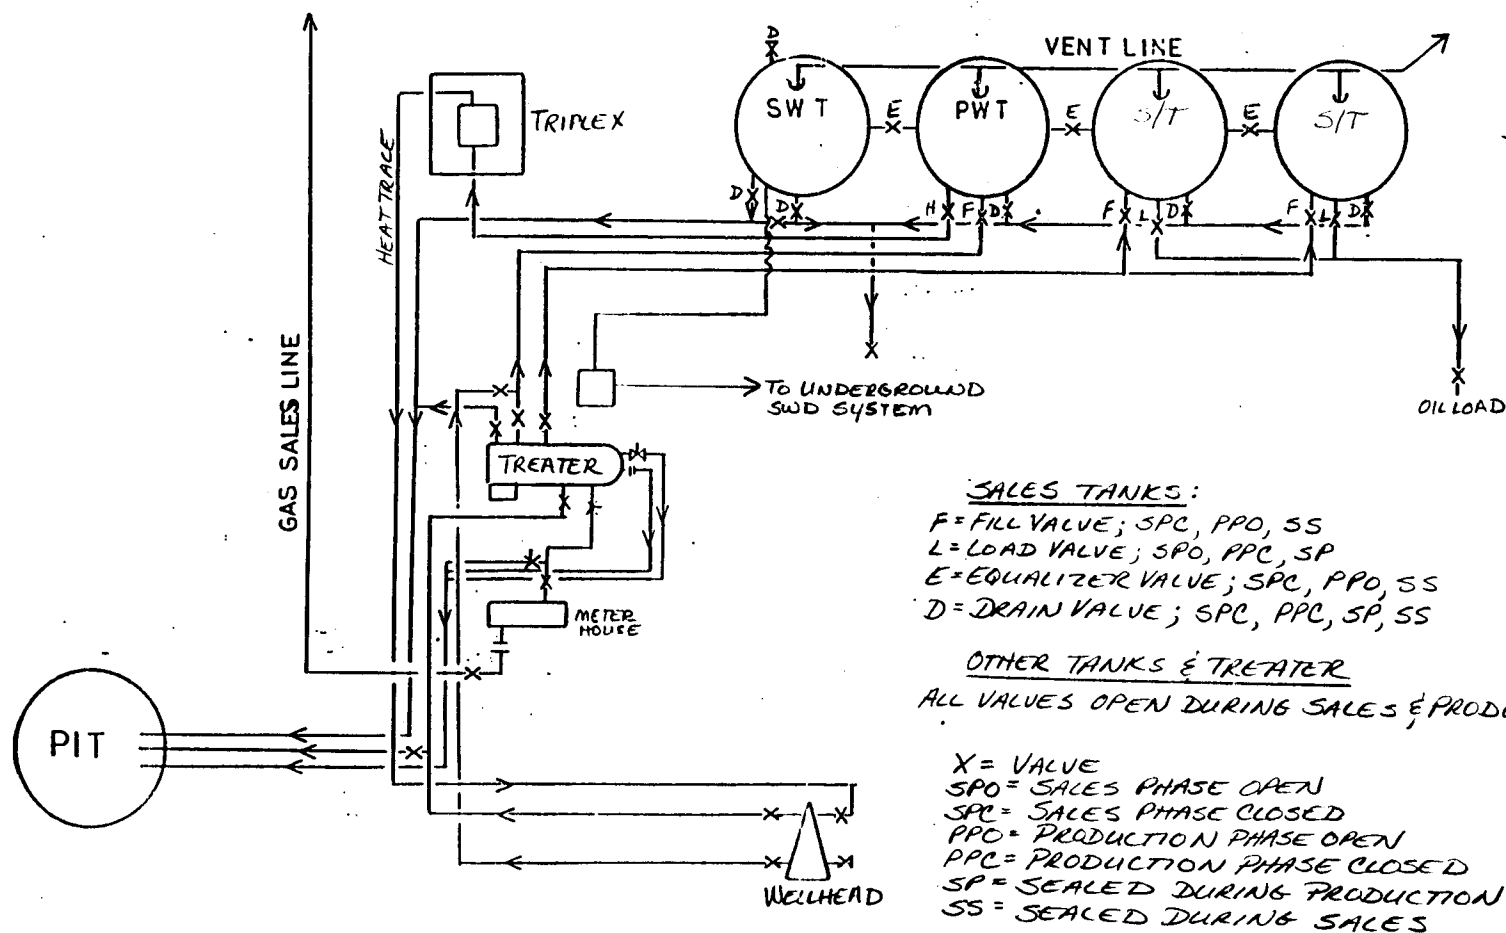 VENT LINE
D
SWT
E
PWT
E
S/T
E
S/T
TRIPLEX
HEAT TRACE
D
D
H
F
D
F
L
D
F
L
D
GAS SALES LINE
TO UNDERGROUND
SWD SYSTEM
OIL LOAD
TREATER
METER
HOUSE
PIT
WELLHEAD
SALES TANKS:
F = FILL VALVE; SPC, PPO, SS
L = LOAD VALVE; SPO, PPC, SP
E = EQUALIZER VALVE; SPC, PPO, SS
D = DRAIN VALVE; SPC, PPC, SP, SS
OTHER TANKS & TREATER
ALL VALVES OPEN DURING SALES & PRODU
X = VALVE
SPO = SALES PHASE OPEN
SPC = SALES PHASE CLOSED
PPO = PRODUCTION PHASE OPEN
PPC = PRODUCTION PHASE CLOSED
SP = SEALED DURING PRODUCTION
SS = SEALED DURING SALES